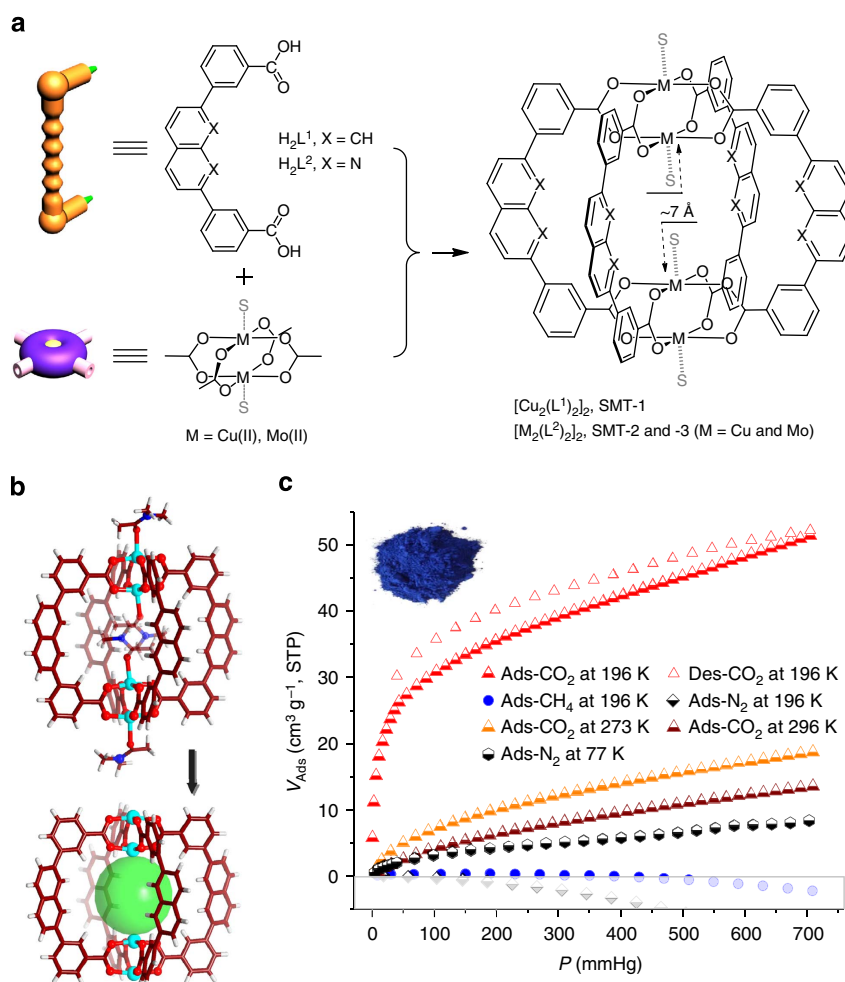 a
OH
C
O
X
X
C
O
OH
H₂L¹, X = CH
H₂L², X = N
+
S
M
M
O
O
O
O
O
O
O
O
S
M = Cu(II), Mo(II)
S
M
O
O
O
O
O
O
O
M
S
X
X
X
X
X
X
X
X
~7 Å
S
M
O
O
O
O
O
O
O
M
S
[Cu₂(L¹)₂]₂, SMT-1
[M₂(L²)₂]₂, SMT-2 and -3 (M = Cu and Mo)
b
c
V_Ads (cm³ g⁻¹, STP)
50
40
30
20
10
0
Ads-CO₂ at 196 K
Des-CO₂ at 196 K
Ads-CH₄ at 196 K
Ads-N₂ at 196 K
Ads-CO₂ at 273 K
Ads-CO₂ at 296 K
Ads-N₂ at 77 K
0 100 200 300 400 500 600 700
P (mmHg)